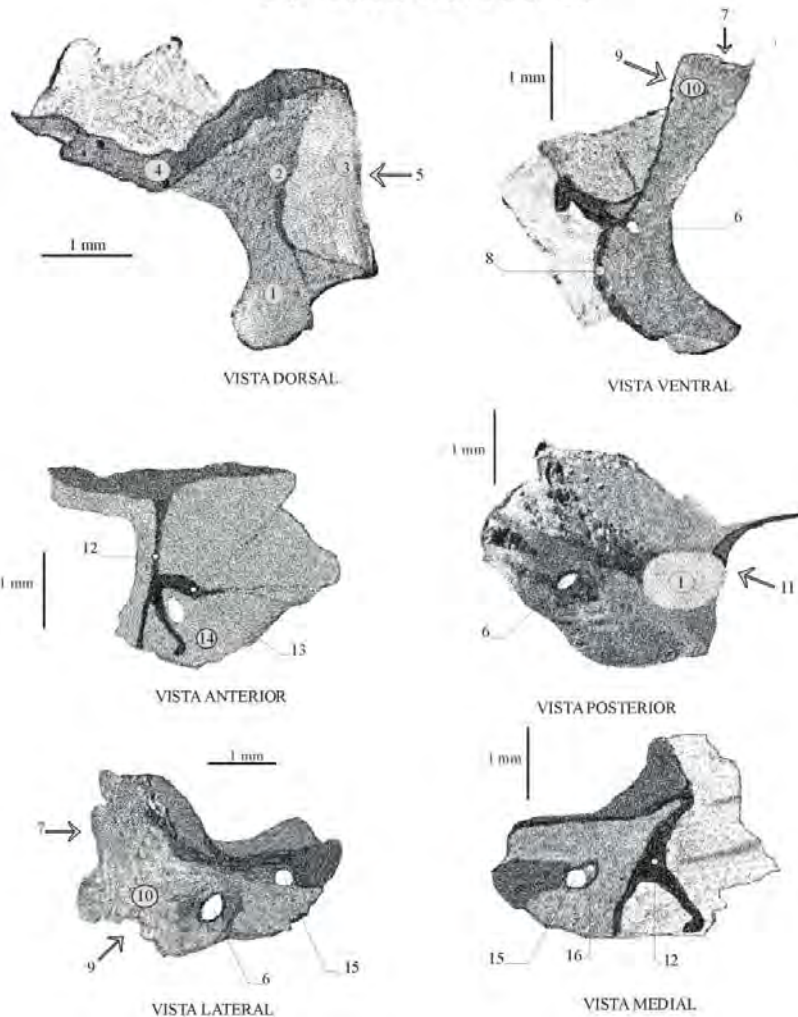 7
9
1 mm
10
4
2
3
5
1 mm
6
8
1
VISTA DORSAL
VISTA VENTRAL
1 mm
12
1 mm
1
11
14
13
6
VISTA ANTERIOR
VISTA POSTERIOR
1 mm
1 mm
7
10
9
6
15
15
16
12
VISTA LATERAL
VISTA MEDIAL